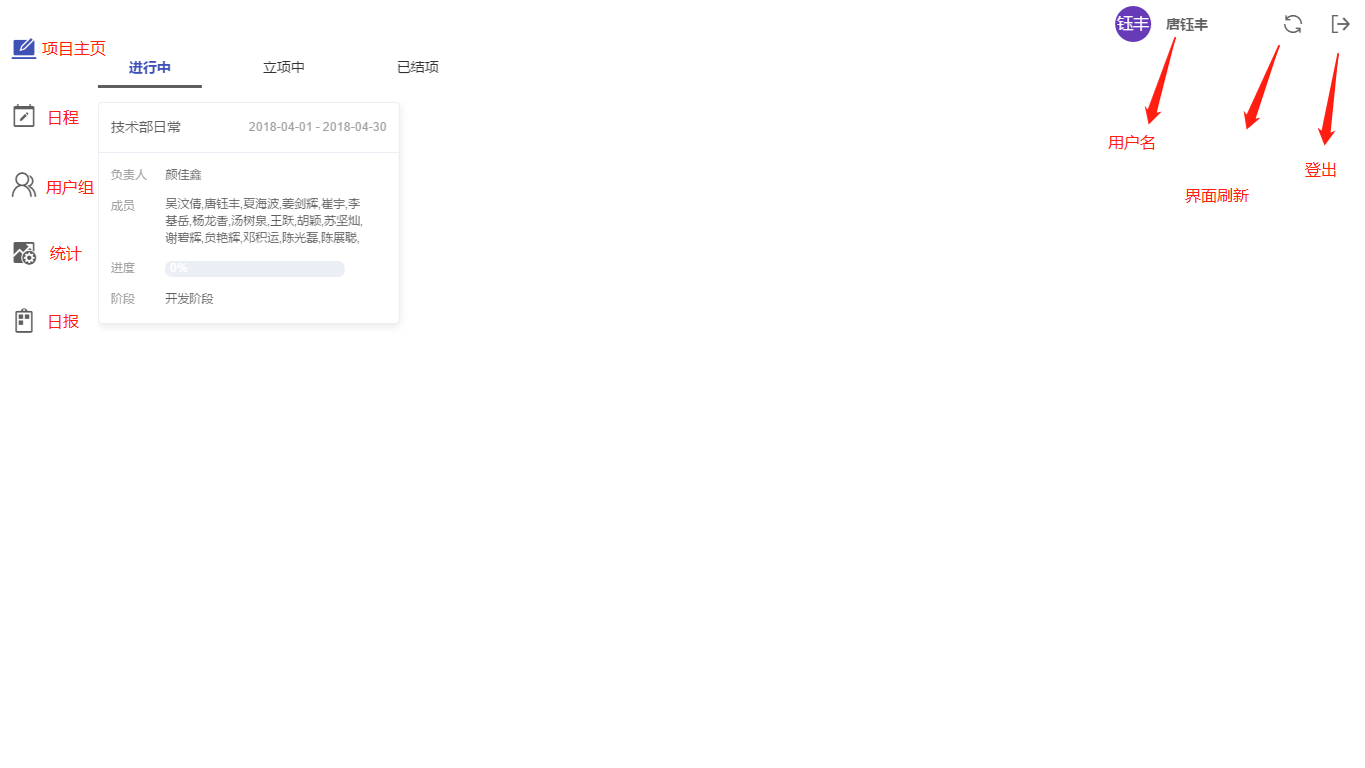 钰丰 唐钰丰
项目主页
进行中 立项中 已结项
日程
技术部日常 2018-04-01 - 2018-04-30
用户名
登出
负责人 颜佳鑫
用户组
界面刷新
成员 吴汶倩,唐钰丰,夏海波,姜剑辉,崔宇,李
基岳,杨龙香,汤树泉,王跃,胡颖,苏坚灿,
谢碧辉,贠艳辉,邓积运,陈光磊,陈展聪,
统计
进度 0%
阶段 开发阶段
日报